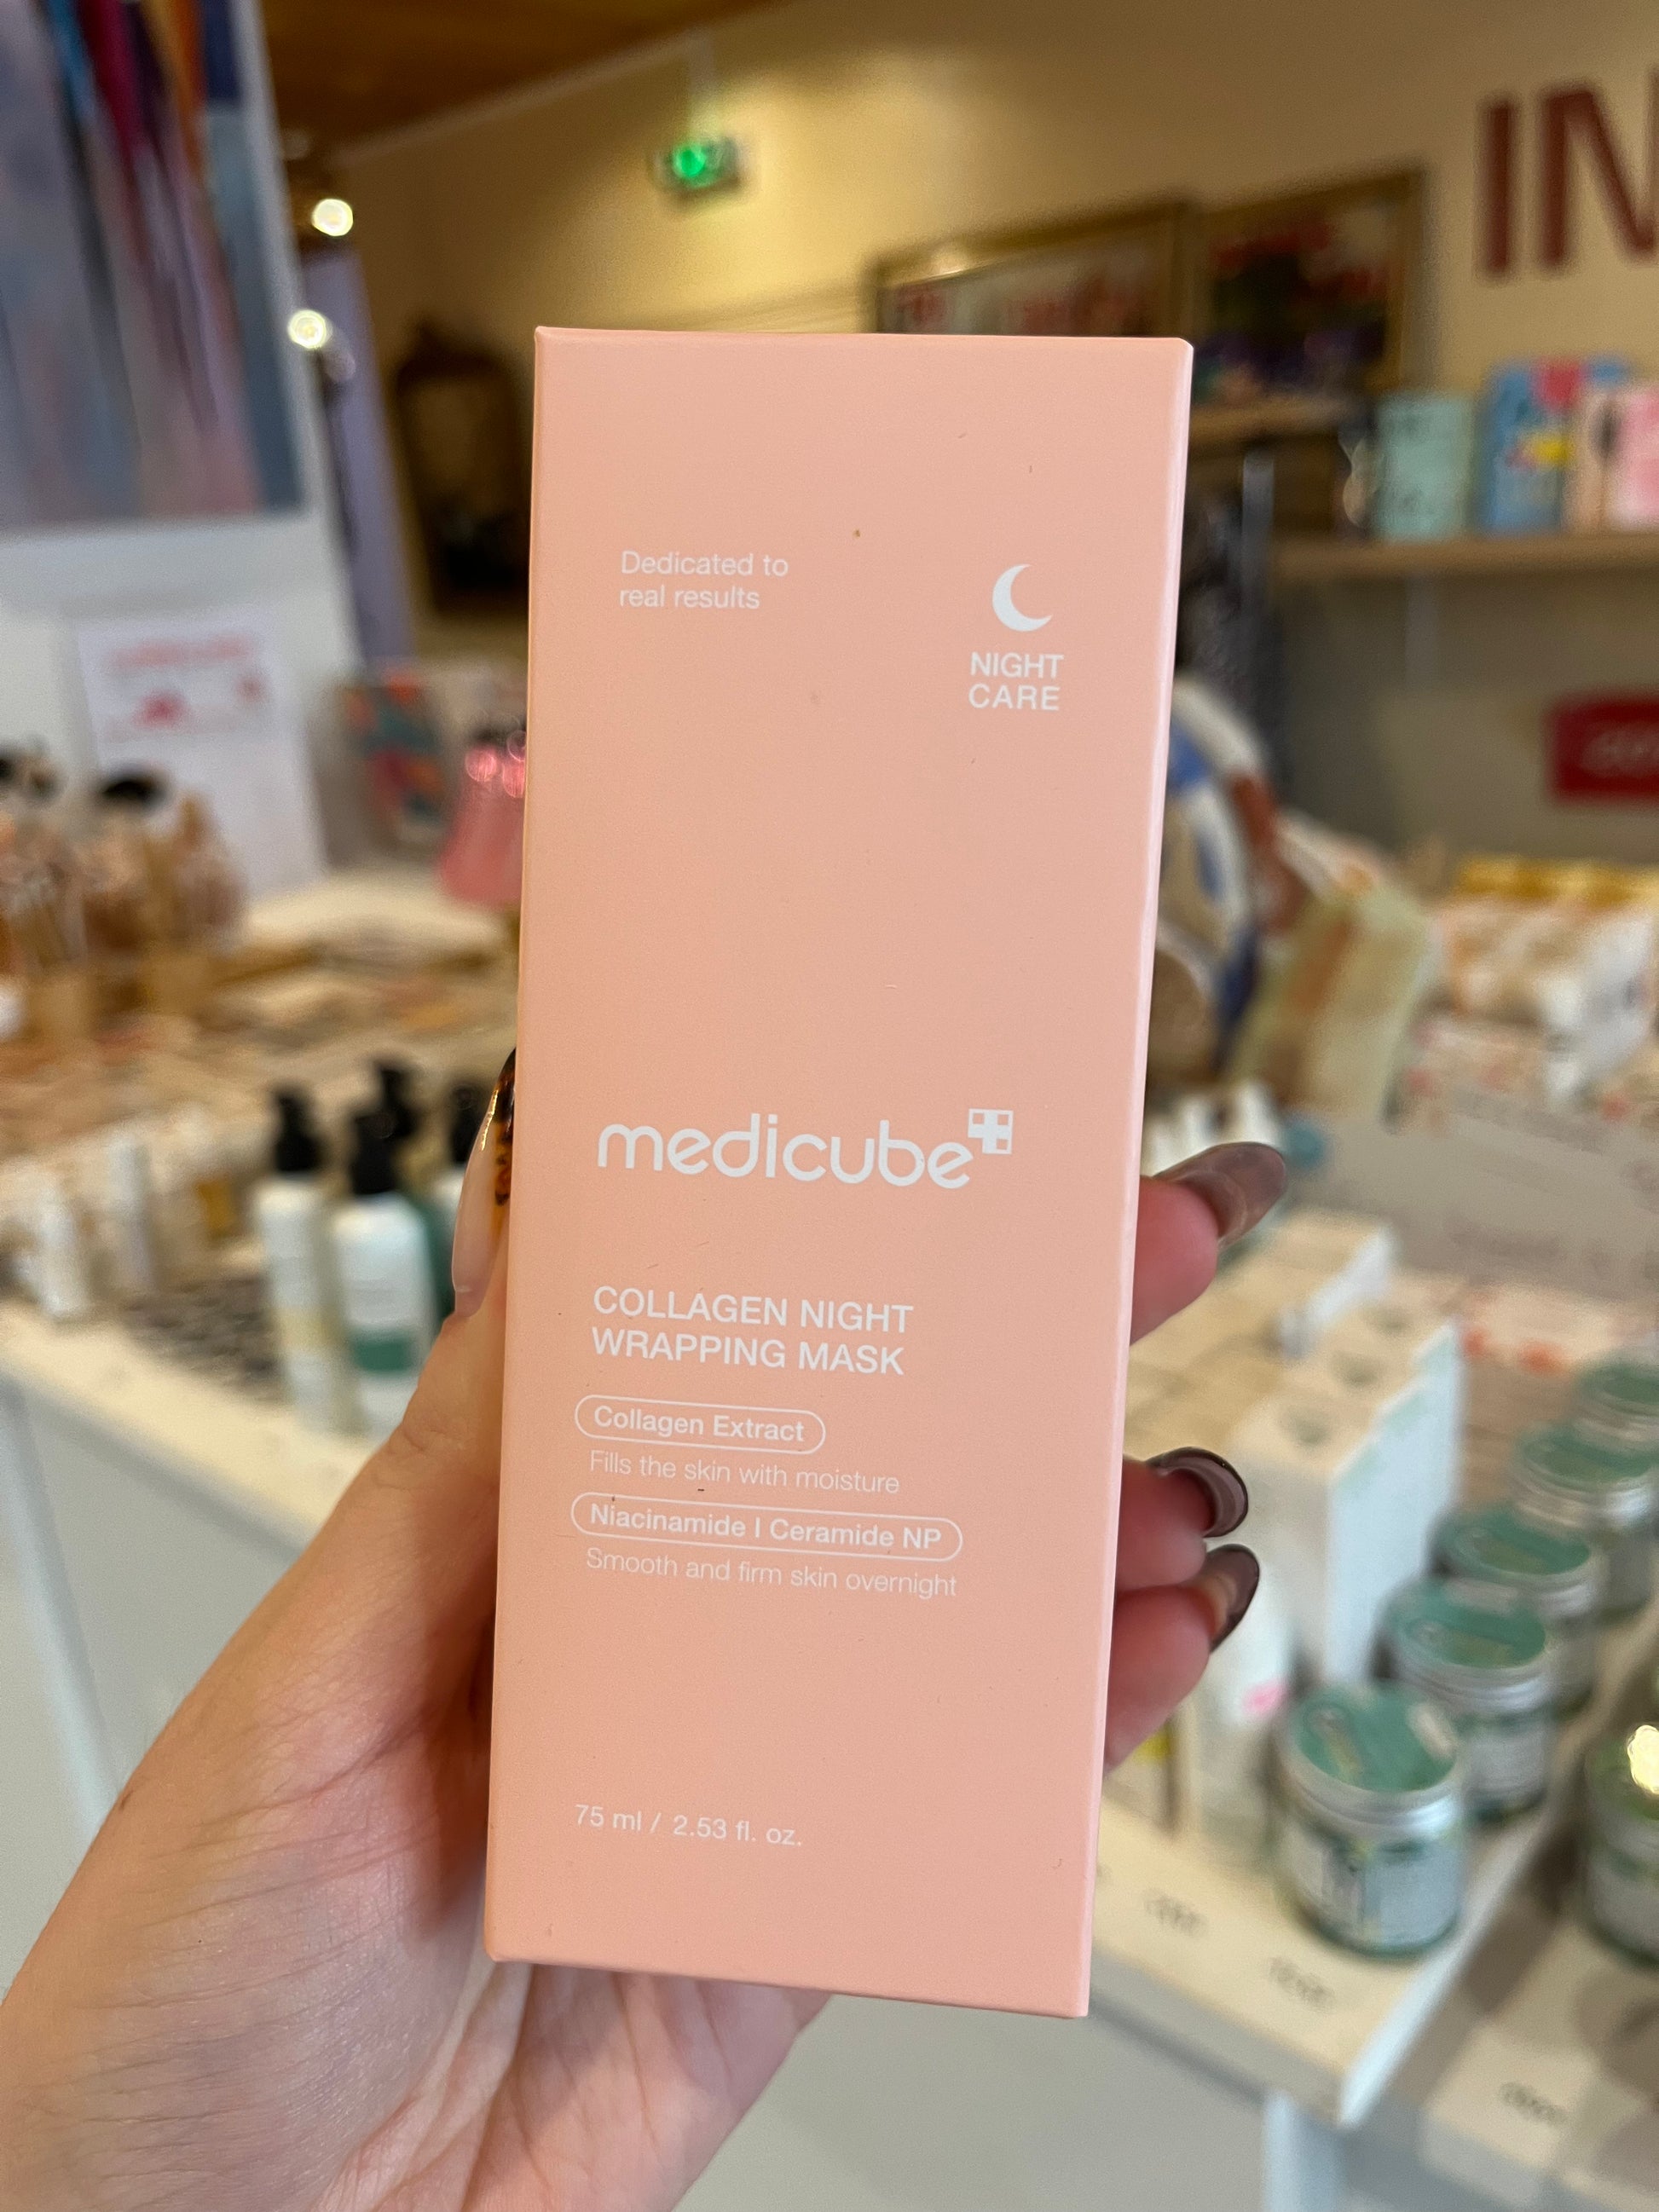 IN
Dedicated to
real results
NIGHT
CARE
medicube
COLLAGEN NIGHT
WRAPPING MASK
Collagen Extract
Fills the skin with moisture
Niacinamide I Ceramide NP
Smooth and firm skin overnight
75 ml / 2.53 fl. oz.